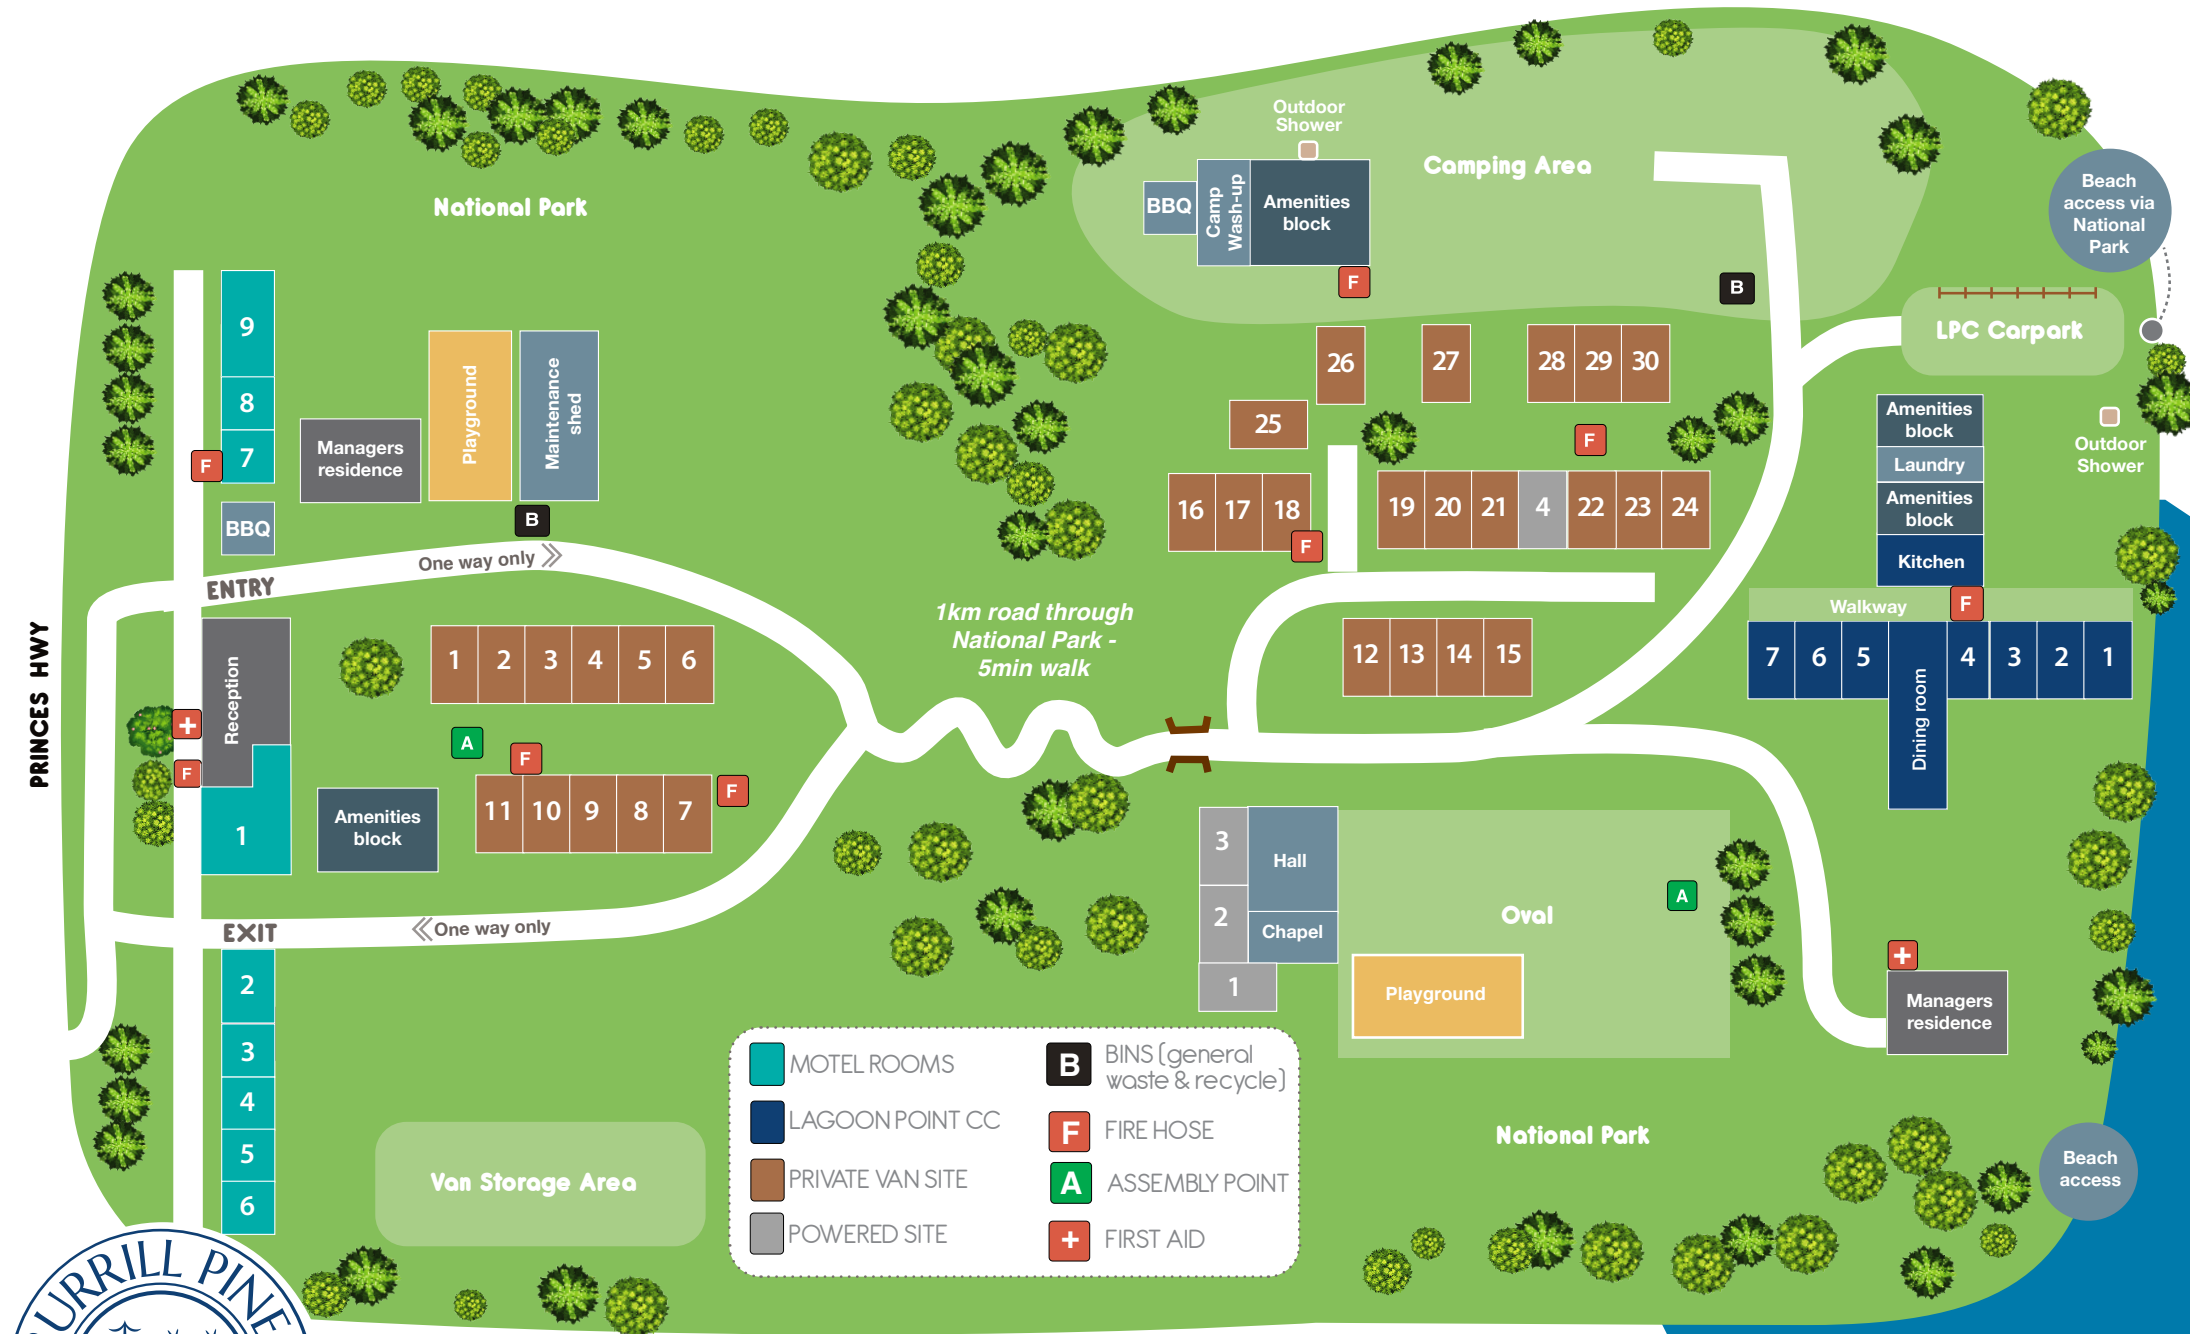 Outdoor
Shower
Camping Area
BBQ
Camp
Wash-up
Amenities
block
F
B
Beach
access via
National
Park
National Park
LPC Carpark
9
8
7
F
BBQ
Managers
residence
Playground
Maintenance
shed
B
26
27
28
29
30
25
F
16
17
18
F
19
20
21
4
22
23
24
Amenities
block
Laundry
Amenities
block
Kitchen
Outdoor
Shower
One way only
ENTRY
Walkway
F
7
6
5
Dining room
4
3
2
1
PRINCES HWY
Reception
+
F
1
1
2
3
4
5
6
A
F
11
10
9
8
7
F
Amenities
block
1km road through
National Park -
5min walk
12
13
14
15
EXIT
One way only
3
2
1
Hall
Chapel
Oval
A
Playground
+
Managers
residence
2
3
4
5
6
Van Storage Area
MOTEL ROOMS
LAGOON POINT CC
PRIVATE VAN SITE
POWERED SITE
B
BINS (general
waste & recycle)
F
FIRE HOSE
A
ASSEMBLY POINT
+
FIRST AID
National Park
Beach
access
URRILL PINE